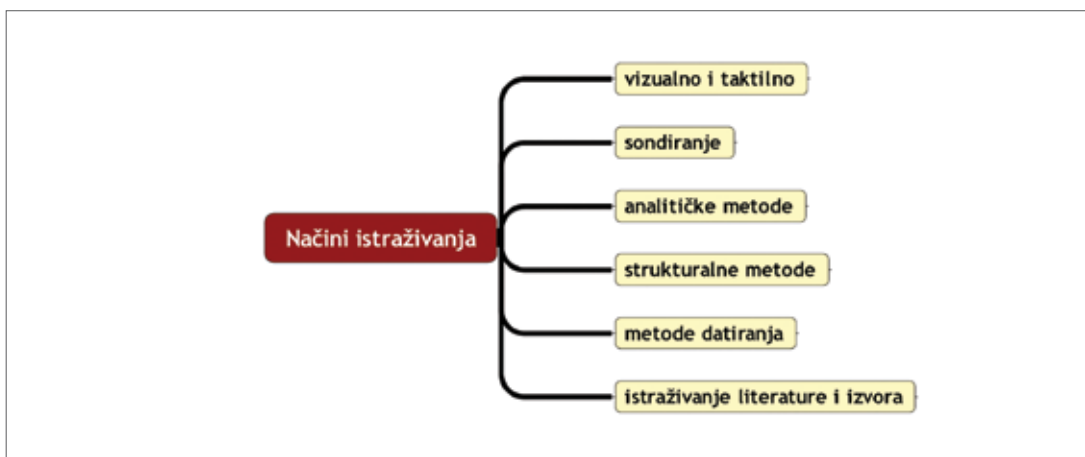 Načini istraživanja
vizualno i taktilno
sondiranje
analitičke metode
strukturalne metode
metode datiranja
istraživanje literature i izvora